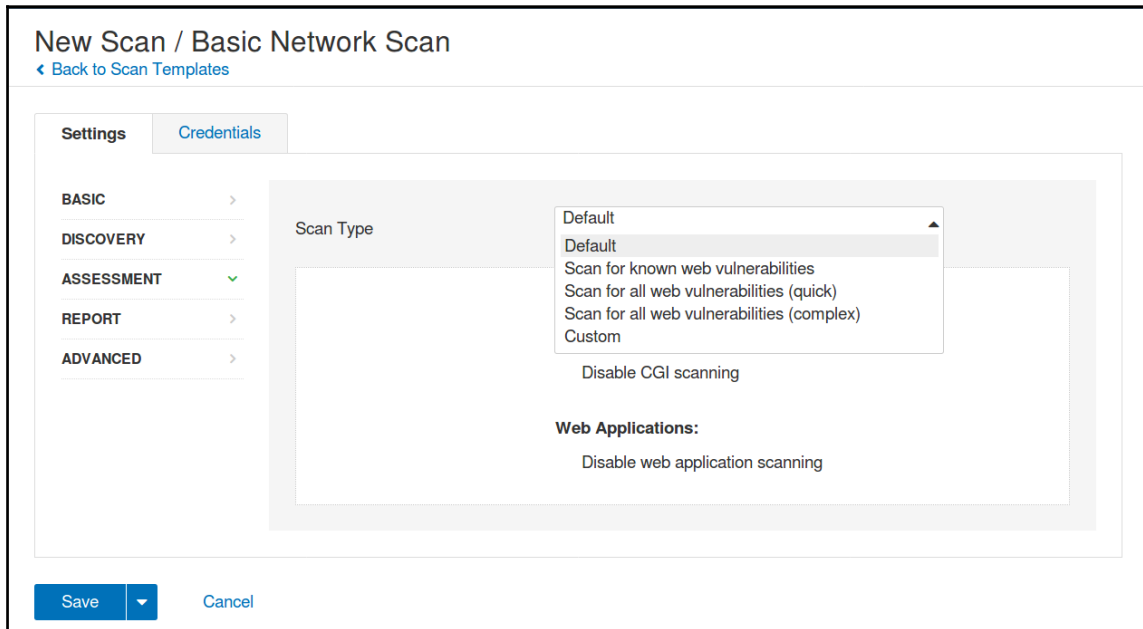 New Scan / Basic Network Scan
Back to Scan Templates
Settings
Credentials
BASIC
DISCOVERY
ASSESSMENT
REPORT
ADVANCED
Scan Type
Default
Default
Scan for known web vulnerabilities
Scan for all web vulnerabilities (quick)
Scan for all web vulnerabilities (complex)
Custom
Disable CGI scanning
Web Applications:
Disable web application scanning
Save
Cancel